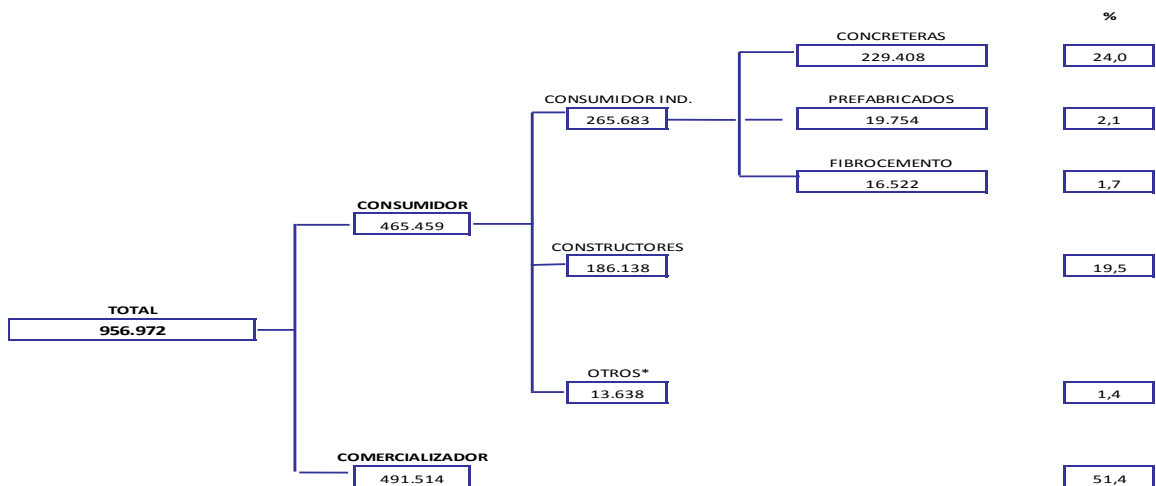 %
CONCRETERAS
229.408
24,0
CONSUMIDOR IND.
265.683
PREFABRICADOS
19.754
2,1
FIBROCEMENTO
16.522
1,7
CONSUMIDOR
465.459
CONSTRUCTORES
186.138
19,5
TOTAL
956.972
OTROS*
13.638
1,4
COMERCIALIZADOR
491.514
51,4